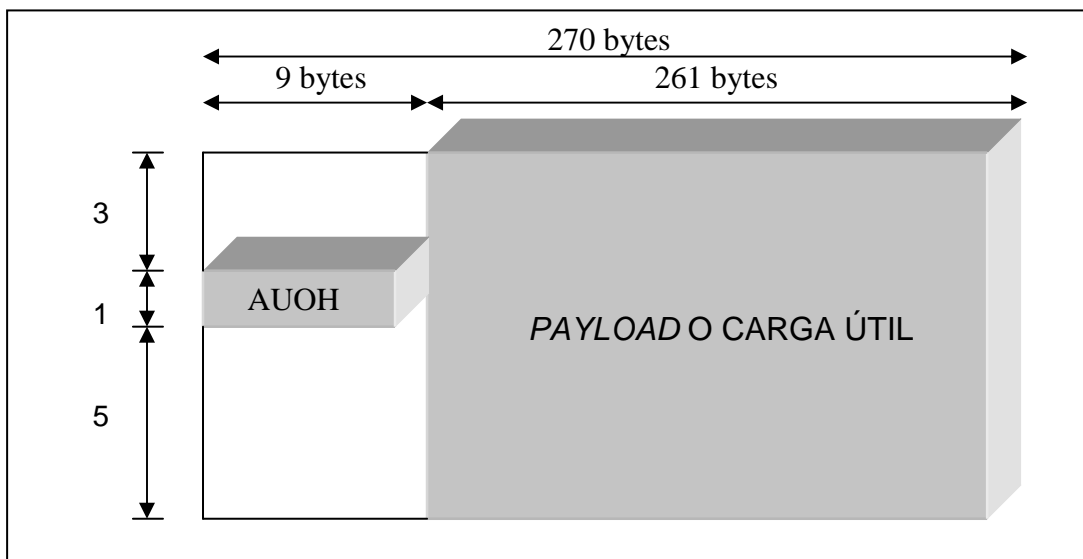 270 bytes
9 bytes 261 bytes
3
AUOH
1
PAYLOAD O CARGA ÚTIL
5